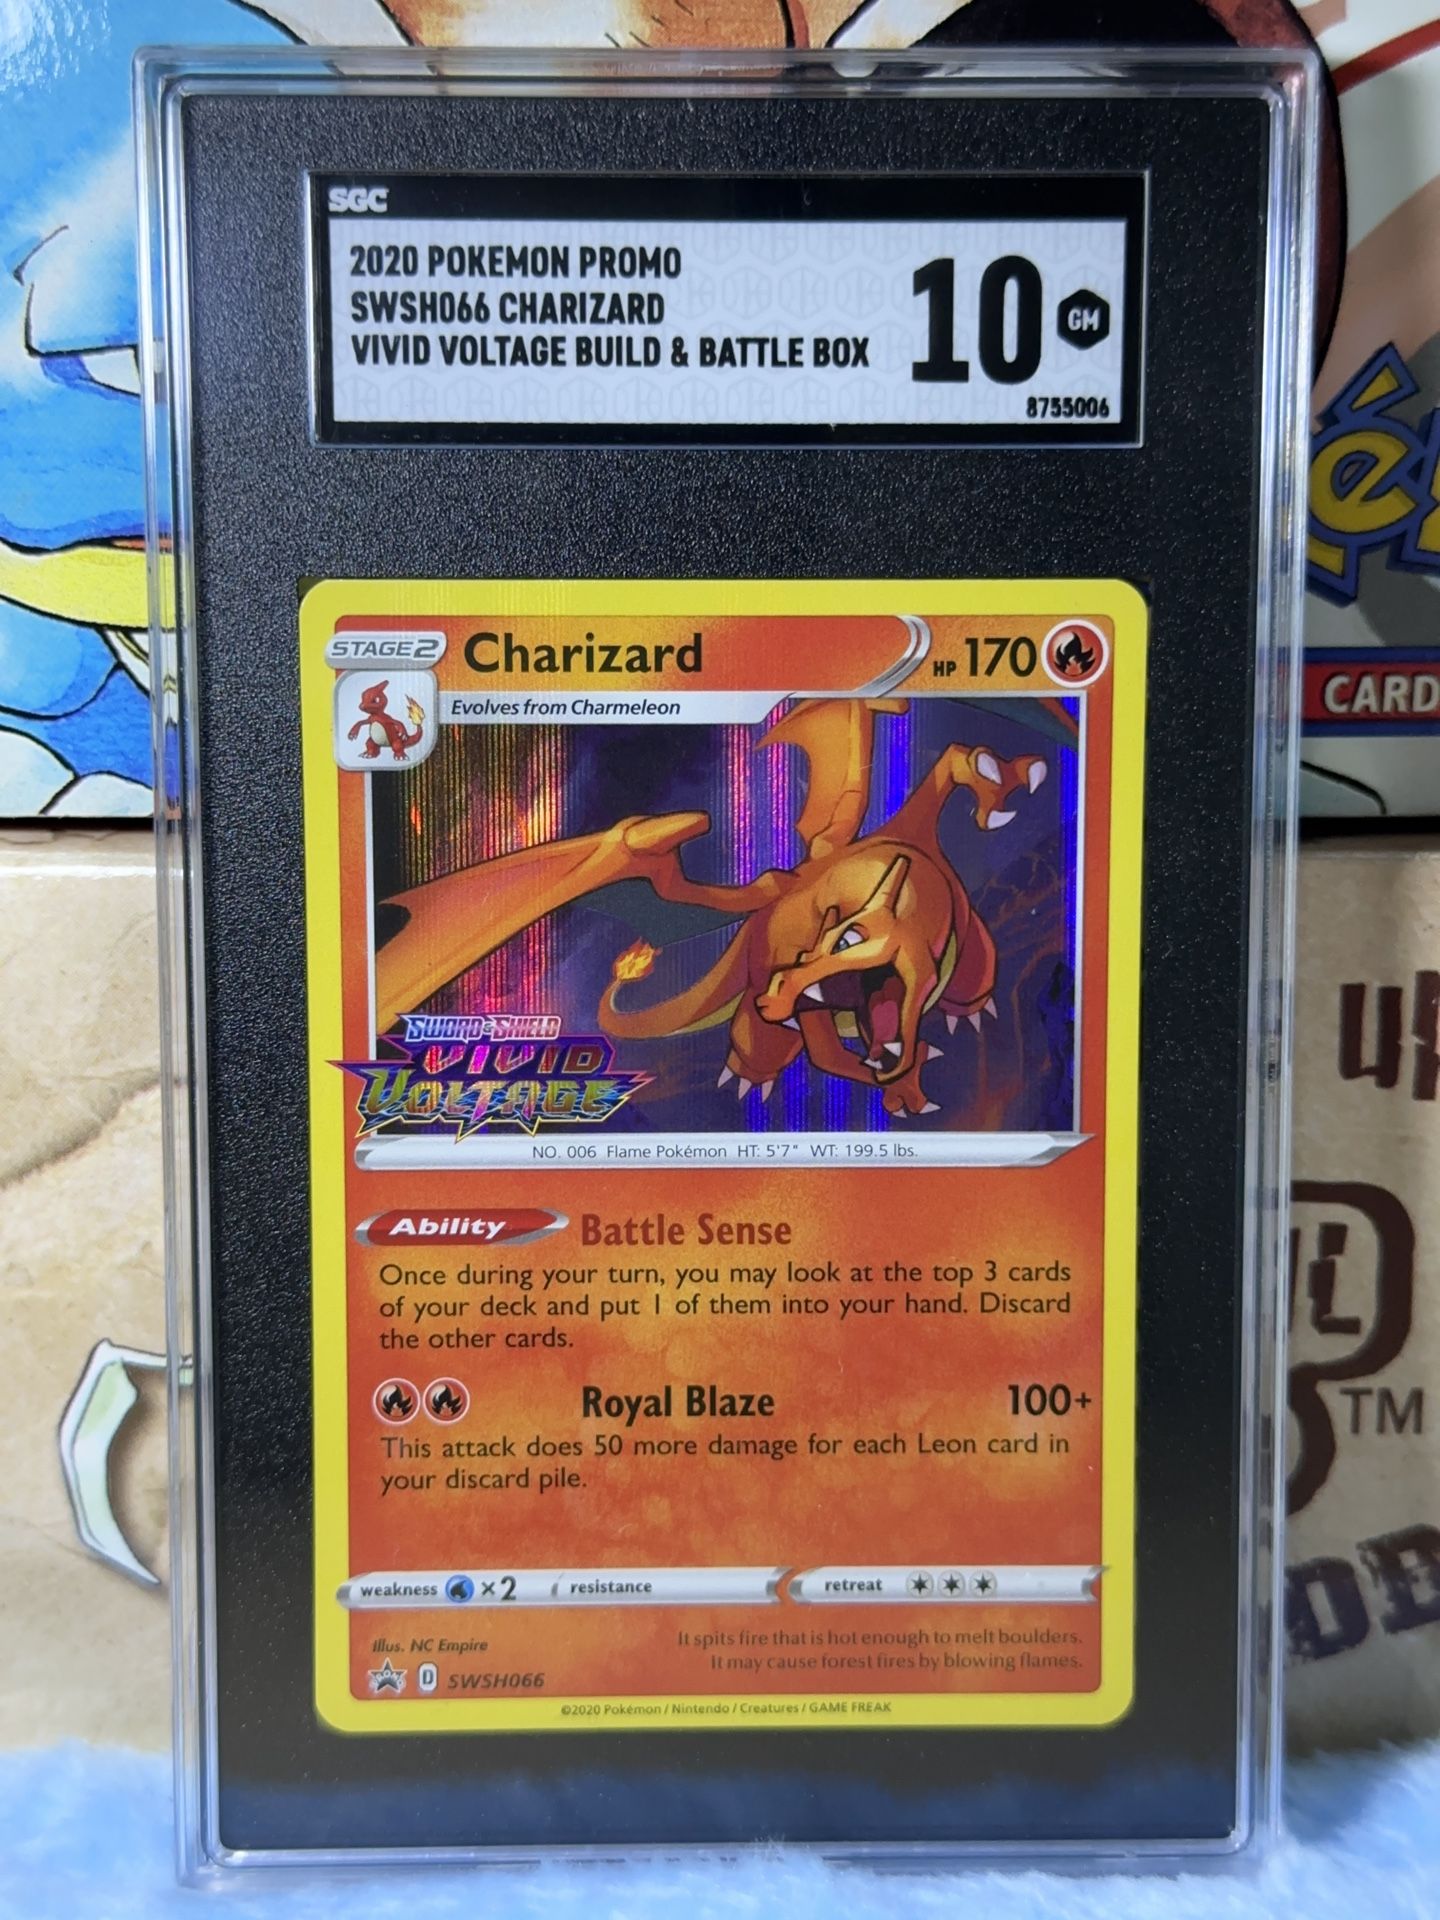 SGC
2020 POKEMON PROMO
SWSH066 CHARIZARD
VIVID VOLTAGE BUILD & BATTLE BOX
10 GM
8755006
STAGE 2 Charizard HP 170
Evolves from Charmeleon
SWORD & SHIELD
VIVID
VOLTAGE
NO. 006 Flame Pokémon HT: 5'7" WT: 199.5 lbs.
Ability Battle Sense
Once during your turn, you may look at the top 3 cards
of your deck and put 1 of them into your hand. Discard
the other cards.
Royal Blaze 100+
This attack does 50 more damage for each Leon card in
your discard pile.
weakness ×2 resistance retreat
Illus. NC Empire
It spits fire that is hot enough to melt boulders.
It may cause forest fires by blowing flames.
PROMO D SWSH066
©2020 Pokémon / Nintendo / Creatures / GAME FREAK
CARD
TM